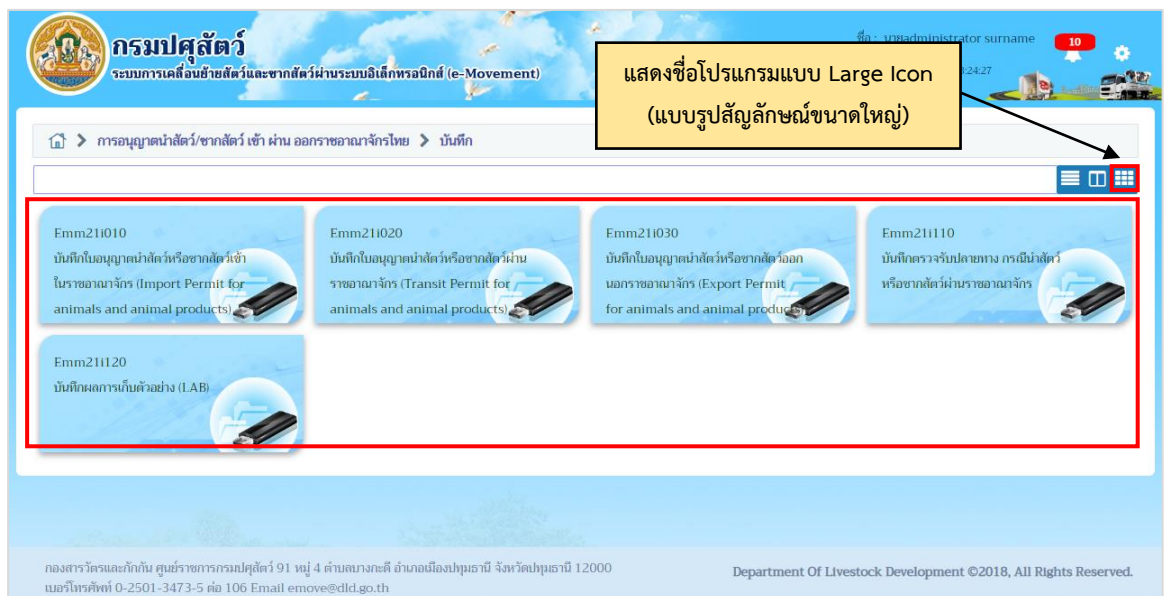 กรมปศุสัตว์
ระบบการเคลื่อนย้ายสัตว์และซากสัตว์ผ่านระบบอิเล็กทรอนิกส์ (e-Movement)
ชื่อ : นายadministrator surname
10
:24:27
แสดงชื่อโปรแกรมแบบ Large Icon
(แบบรูปสัญลักษณ์ขนาดใหญ่)
การอนุญาตนำสัตว์/ซากสัตว์ เข้า ผ่าน ออกราชอาณาจักรไทย > บันทึก
Emm21i010
บันทึกใบอนุญาตนำสัตว์หรือซากสัตว์เข้า
ในราชอาณาจักร (Import Permit for
animals and animal products)
Emm21i020
บันทึกใบอนุญาตนำสัตว์หรือซากสัตว์ผ่าน
ราชอาณาจักร (Transit Permit for
animals and animal products)
Emm21i030
บันทึกใบอนุญาตนำสัตว์หรือซากสัตว์ออก
นอกราชอาณาจักร (Export Permit
for animals and animal products)
Emm21i110
บันทึกตรวจรับปลายทาง กรณีนำสัตว์
หรือซากสัตว์ผ่านราชอาณาจักร
Emm21i120
บันทึกผลการเก็บตัวอย่าง (LAB)
กองสารวัตรและกักกัน ศูนย์ราชการกรมปศุสัตว์ 91 หมู่ 4 ตำบลบางกะดี อำเภอเมืองปทุมธานี จังหวัดปทุมธานี 12000
เบอร์โทรศัพท์ 0-2501-3473-5 ต่อ 106 Email emove@dld.go.th
Department Of Livestock Development ©2018, All Rights Reserved.